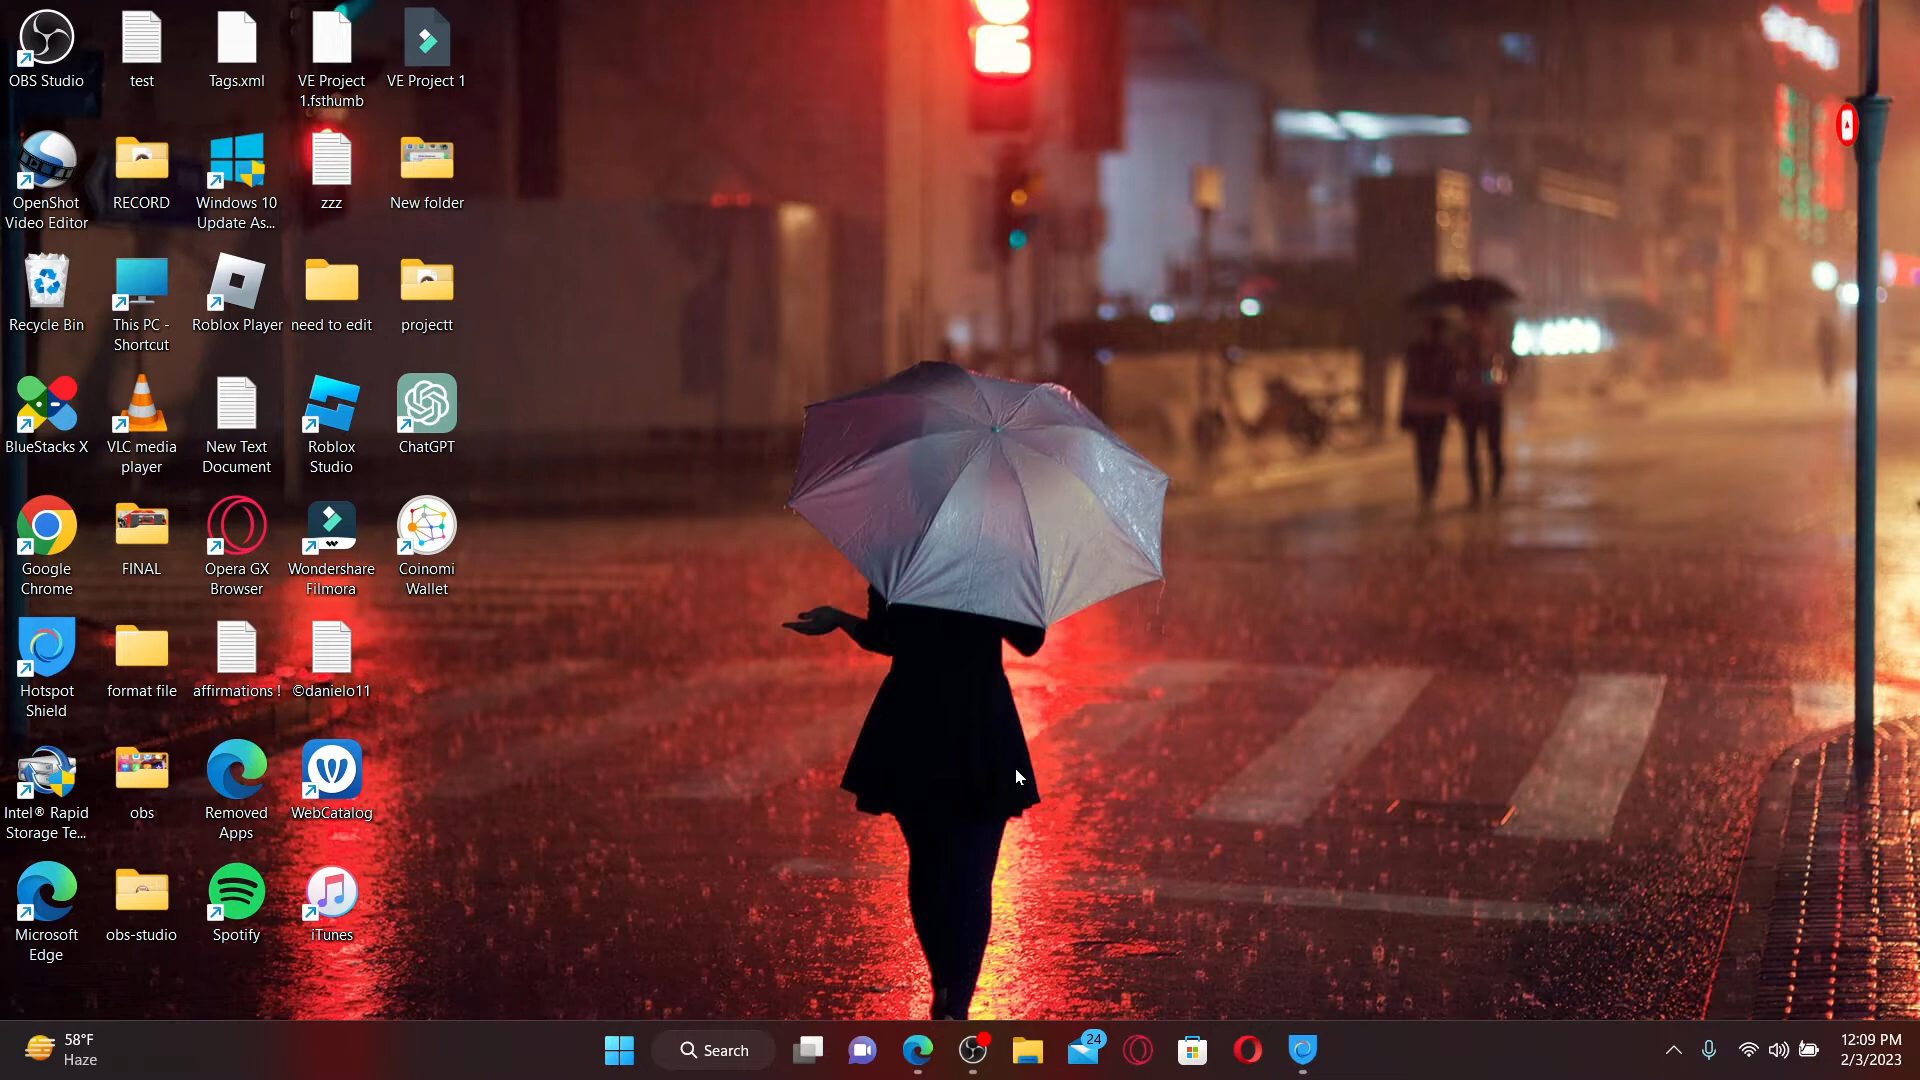 OBS Studio
test
Tags.xml
VE Project
1.fsthumb
VE Project 1
OpenShot
Video Editor
RECORD
Windows 10
Update As...
zzz
New folder
Recycle Bin
This PC -
Shortcut
Roblox Player
need to edit
projectt
BlueStacks X
VLC media
player
New Text
Document
Roblox
Studio
ChatGPT
Google
Chrome
FINAL
Opera GX
Browser
Wondershare
Filmora
Coinomi
Wallet
Hotspot
Shield
format file
affirmations !
©danielo11
Intel® Rapid
Storage Te...
obs
Removed
Apps
WebCatalog
Microsoft
Edge
obs-studio
Spotify
iTunes
58°F
Haze
Search
24
12:09 PM
2/3/2023